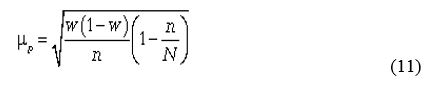 μ_p = √( w(1−w)/n (1 − n/N) ) (11)